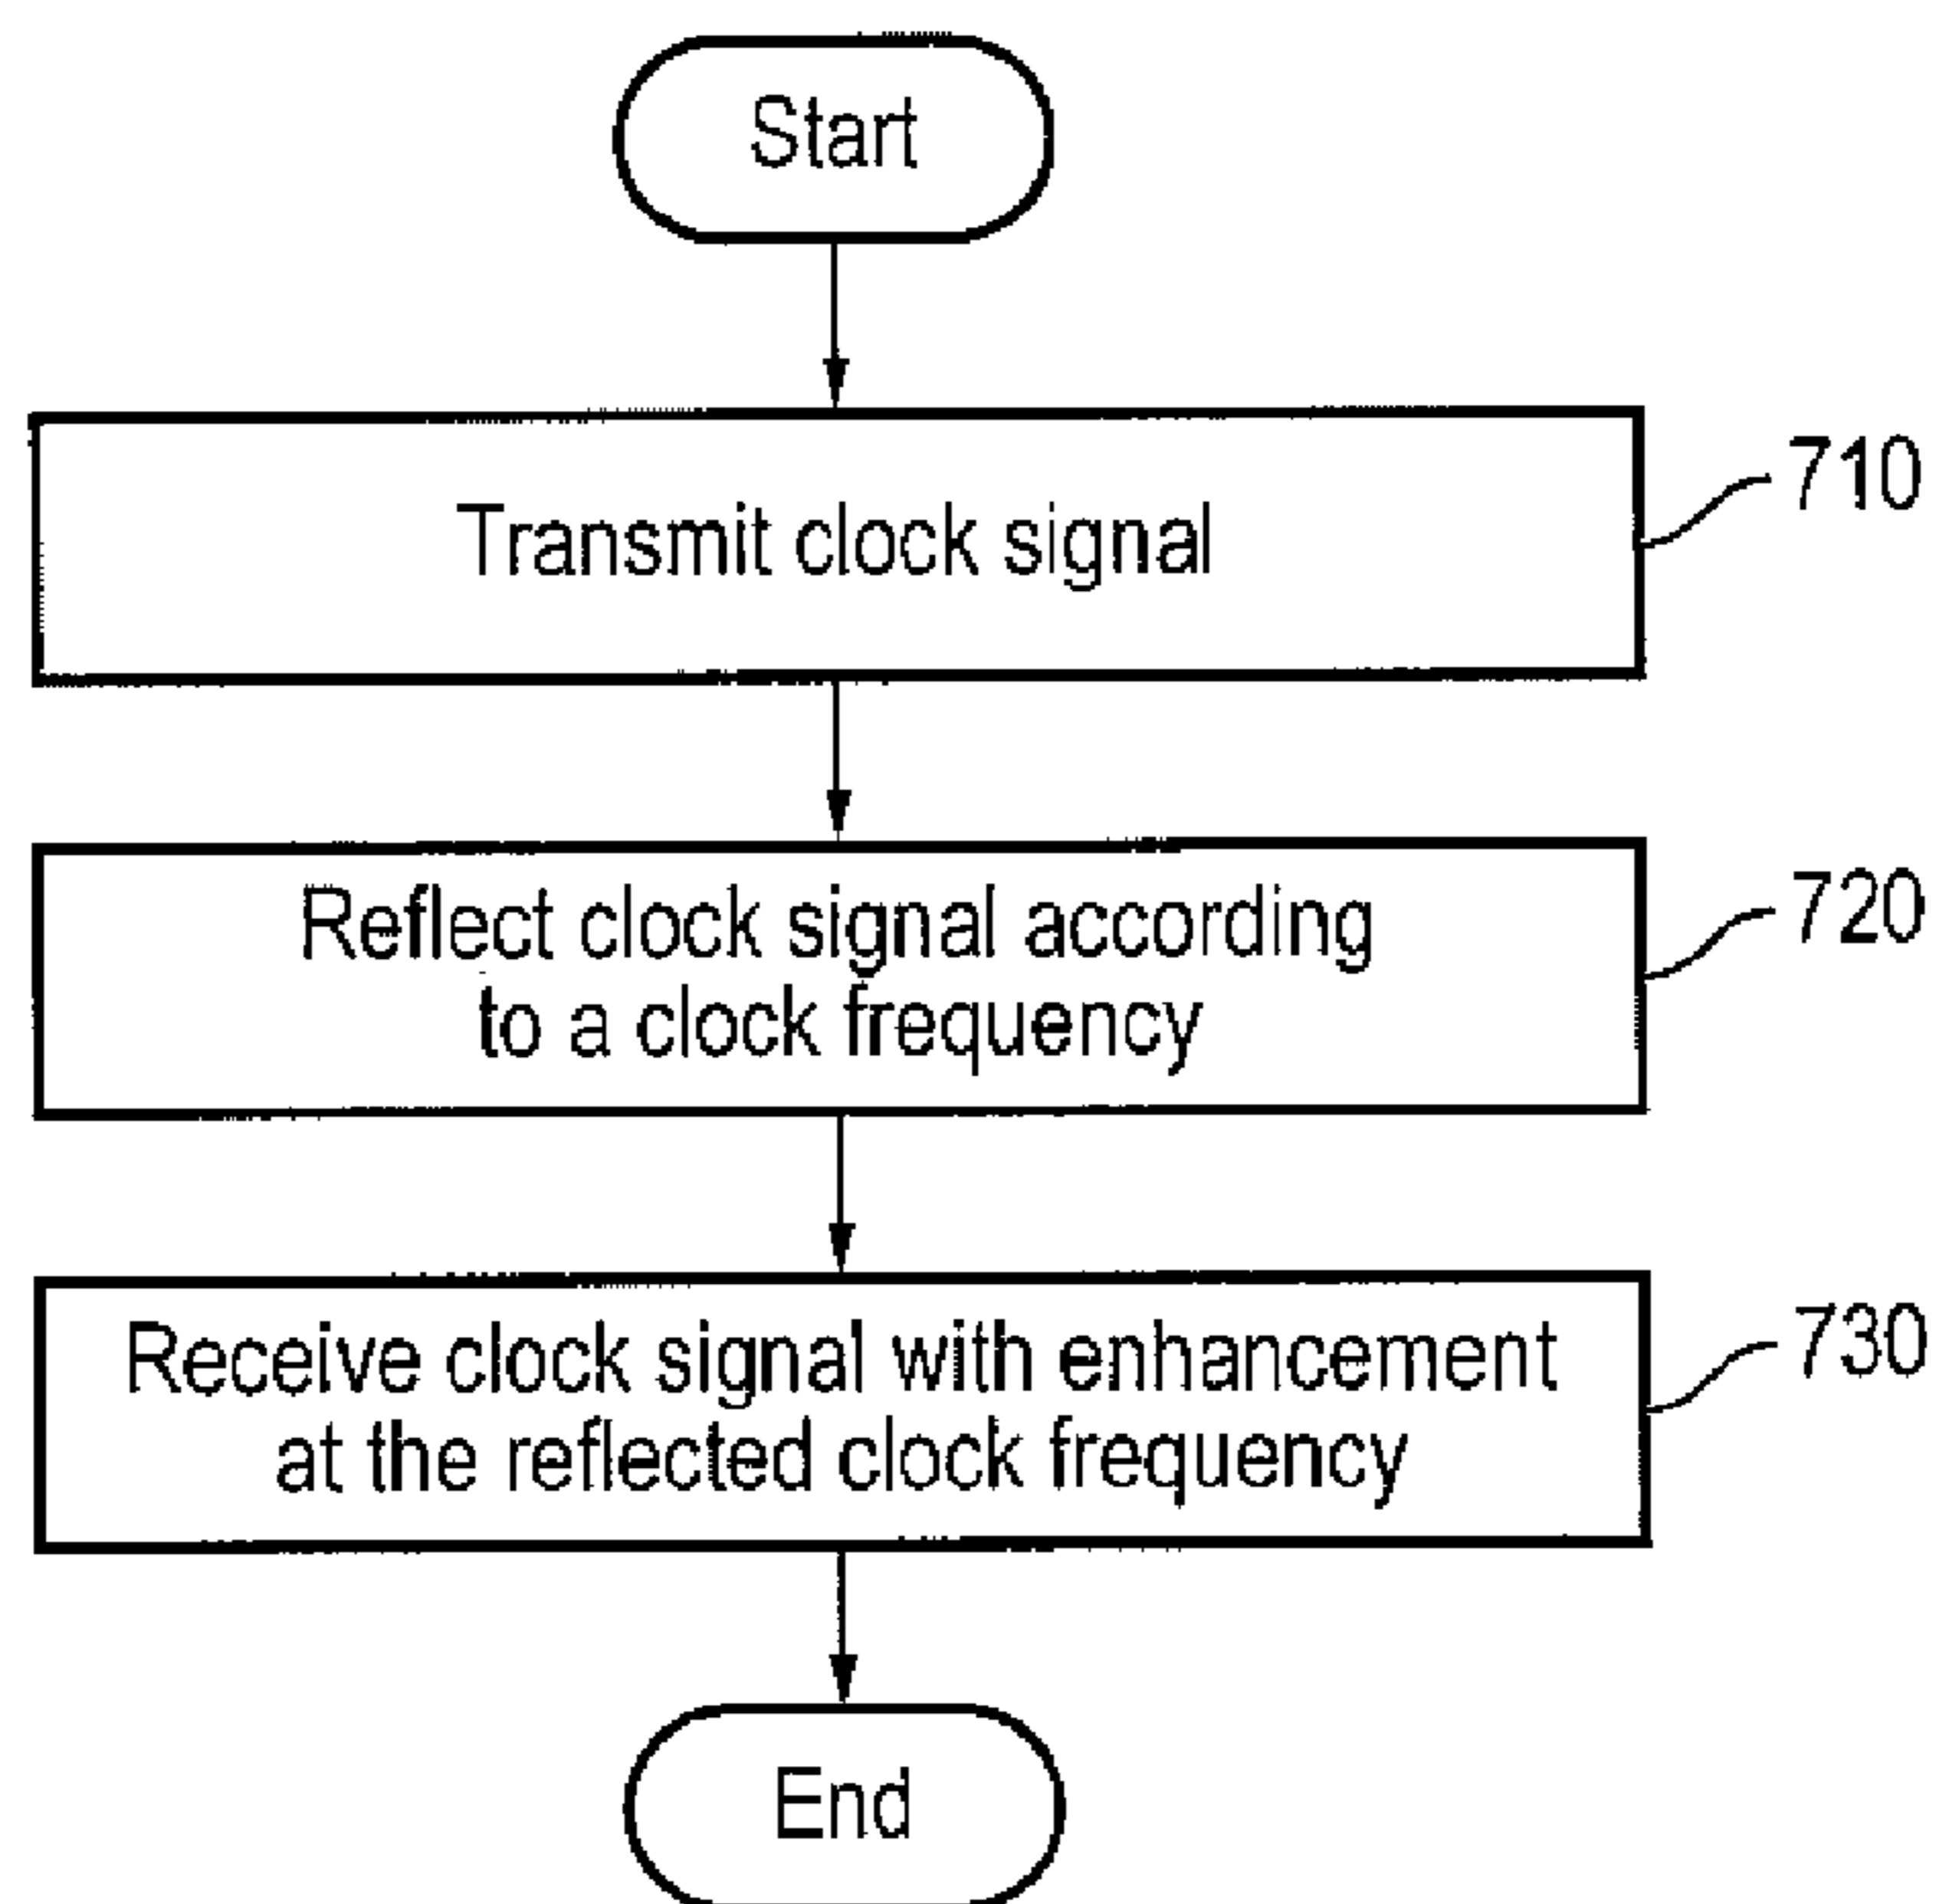 Start
Transmit clock signal
710
Reflect clock signal according
to a clock frequency
720
Receive clock signal with enhancement
at the reflected clock frequency
730
End